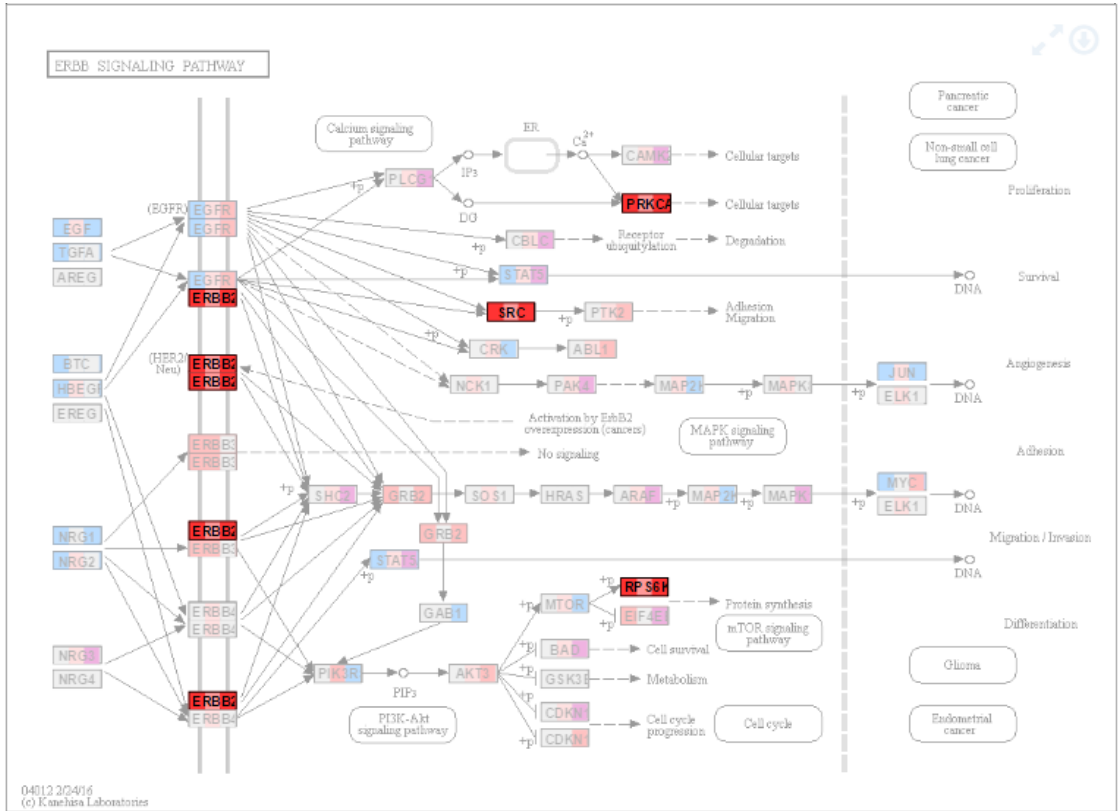 ERBB SIGNALING PATHWAY
Calcium signaling
pathway
ER
Ca2+
IP3
DG
+p
PLCG
CAMK2
Cellular targets
PRKCA
Cellular targets
Pancreatic
cancer
Non-small cell
lung cancer
Proliferation
(EGFR)
EGFR
EGFR
EGF
TGFA
AREG
+p
CBLC
Receptor
ubiquitylation
Degradation
EGFR
ERBB2
+p
STAT5
DNA
Survival
+p
SRC
+p
PTK2
Adhesion
Migration
+p
CRK
ABL1
BTC
HBEGF
EREG
(HER2/
Neu)
ERBB2
ERBB2
NCK1
PAK4
MAP2K
+p
MAPK
+p
JUN
ELK1
DNA
Angiogenesis
Activation by ErbB2
overexpression (cancers)
MAPK signaling
pathway
ERBB3
ERBB3
No signaling
Adhesion
+p
SHC2
GRB2
SOS1
HRAS
ARAF
+p
MAP2K
+p
MAPK
+p
MYC
ELK1
DNA
NRG1
NRG2
ERBB2
ERBB3
GRB2
Migration / Invasion
+p
STAT5
DNA
ERBB4
ERBB4
GAB1
+p
MTOR
+p
RPS6K
+p
EIF4E
Protein synthesis
mTOR signaling
pathway
Differentiation
NRG3
NRG4
ERBB2
ERBB4
PIK3R
PIP3
AKT3
+p
BAD
Cell survival
+p
GSK3B
Metabolism
+p
CDKN1
+p
CDKN1
Cell cycle
progression
Cell cycle
PI3K-Akt
signaling pathway
Glioma
Endometrial
cancer
04012 2/24/16
(c) Kanehisa Laboratories